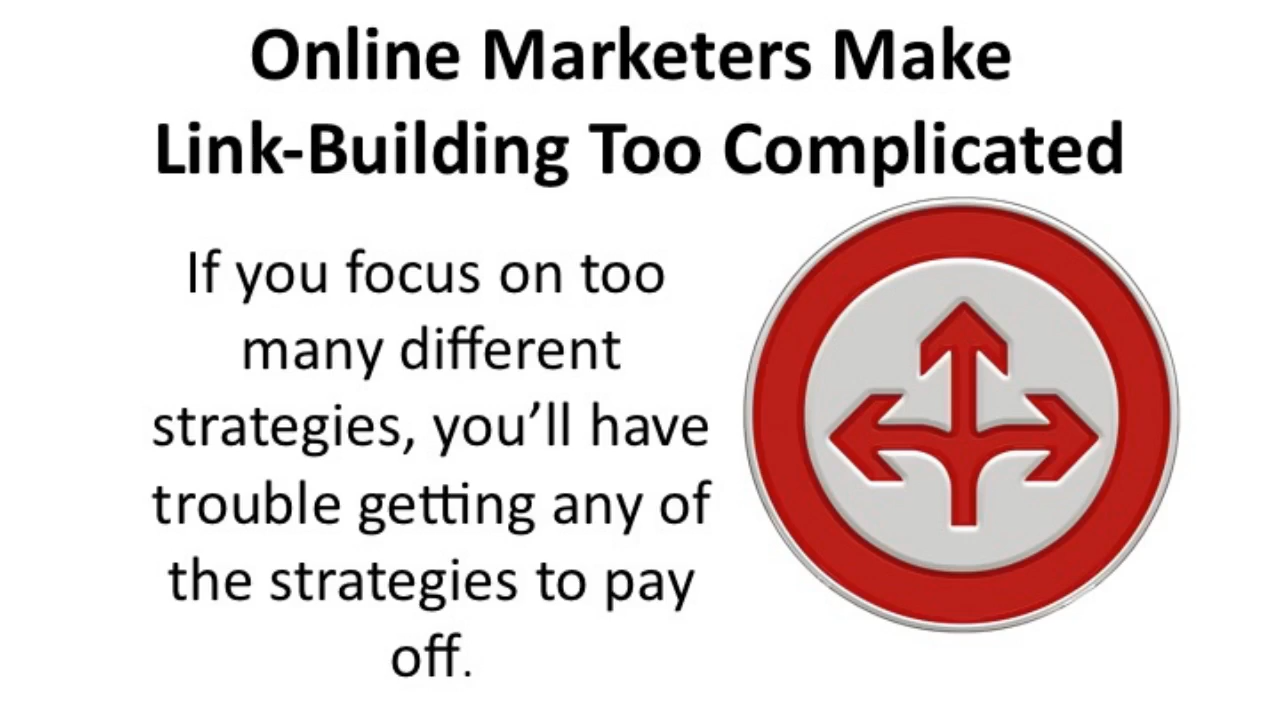 Online Marketers Make
Link-Building Too Complicated
If you focus on too
many different
strategies, you’ll have
trouble getting any of
the strategies to pay
off.